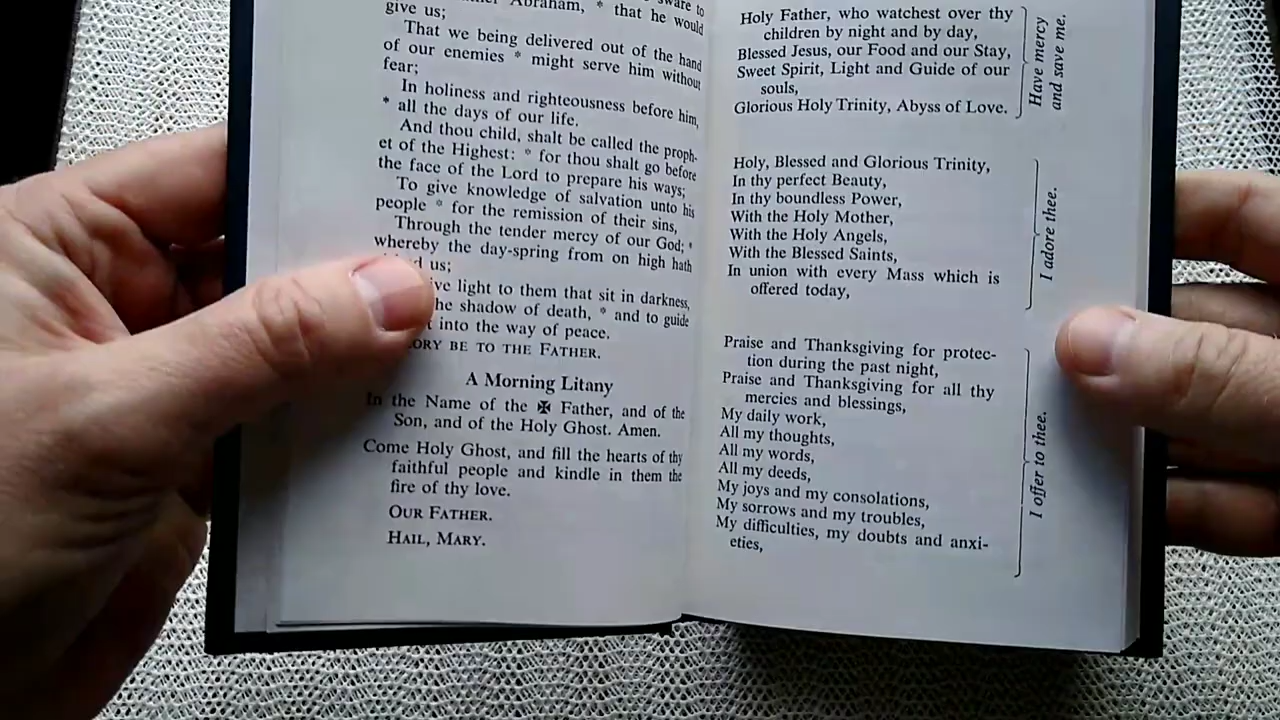 Abraham, * that he would
give us;
That we being delivered out of the hand
of our enemies * might serve him without
fear;
In holiness and righteousness before him,
* all the days of our life.
And thou child, shalt be called the proph-
et of the Highest: * for thou shalt go before
the face of the Lord to prepare his ways;
To give knowledge of salvation unto his
people * for the remission of their sins,
Through the tender mercy of our God; *
whereby the day-spring from on high hath
us;
light to them that sit in darkness,
the shadow of death, * and to guide
into the way of peace.
BE TO THE FATHER.
A Morning Litany
In the Name of the ✠ Father, and of the
Son, and of the Holy Ghost. Amen.
Come Holy Ghost, and fill the hearts of thy
faithful people and kindle in them the
fire of thy love.
OUR FATHER.
HAIL, MARY.
Holy Father, who watchest over thy
children by night and by day,
Blessed Jesus, our Food and our Stay,
Sweet Spirit, Light and Guide of our
souls,
Glorious Holy Trinity, Abyss of Love.
Have mercy
and save me.
Holy, Blessed and Glorious Trinity,
In thy perfect Beauty,
In thy boundless Power,
With the Holy Mother,
With the Holy Angels,
With the Blessed Saints,
In union with every Mass which is
offered today,
I adore thee.
Praise and Thanksgiving for protec-
tion during the past night,
Praise and Thanksgiving for all thy
mercies and blessings,
My daily work,
All my thoughts,
All my words,
All my deeds,
My joys and my consolations,
My sorrows and my troubles,
My difficulties, my doubts and anxi-
eties,
I offer to thee.